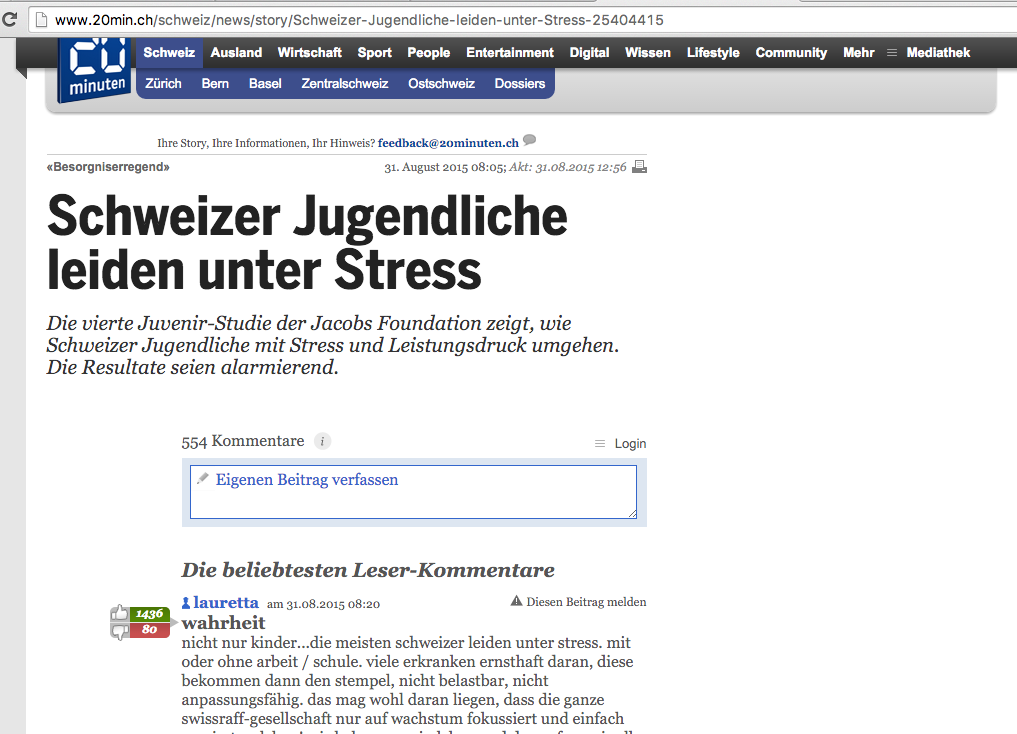 www.20min.ch/schweiz/news/story/Schweizer-Jugendliche-leiden-unter-Stress-25404415
20
minuten
Schweiz Ausland Wirtschaft Sport People Entertainment Digital Wissen Lifestyle Community Mehr Mediathek
Zürich Bern Basel Zentralschweiz Ostschweiz Dossiers
Ihre Story, Ihre Informationen, Ihr Hinweis? feedback@20minuten.ch
«Besorgniserregend» 31. August 2015 08:05; Akt: 31.08.2015 12:56
Schweizer Jugendliche
leiden unter Stress
Die vierte Juvenir-Studie der Jacobs Foundation zeigt, wie
Schweizer Jugendliche mit Stress und Leistungsdruck umgehen.
Die Resultate seien alarmierend.
554 Kommentare i Login
Eigenen Beitrag verfassen
Die beliebtesten Leser-Kommentare
lauretta am 31.08.2015 08:20 Diesen Beitrag melden
1436
80
wahrheit
nicht nur kinder...die meisten schweizer leiden unter stress. mit
oder ohne arbeit / schule. viele erkranken ernsthaft daran, diese
bekommen dann den stempel, nicht belastbar, nicht
anpassungsfähig. das mag wohl daran liegen, dass die ganze
swissraff-gesellschaft nur auf wachstum fokussiert und einfach